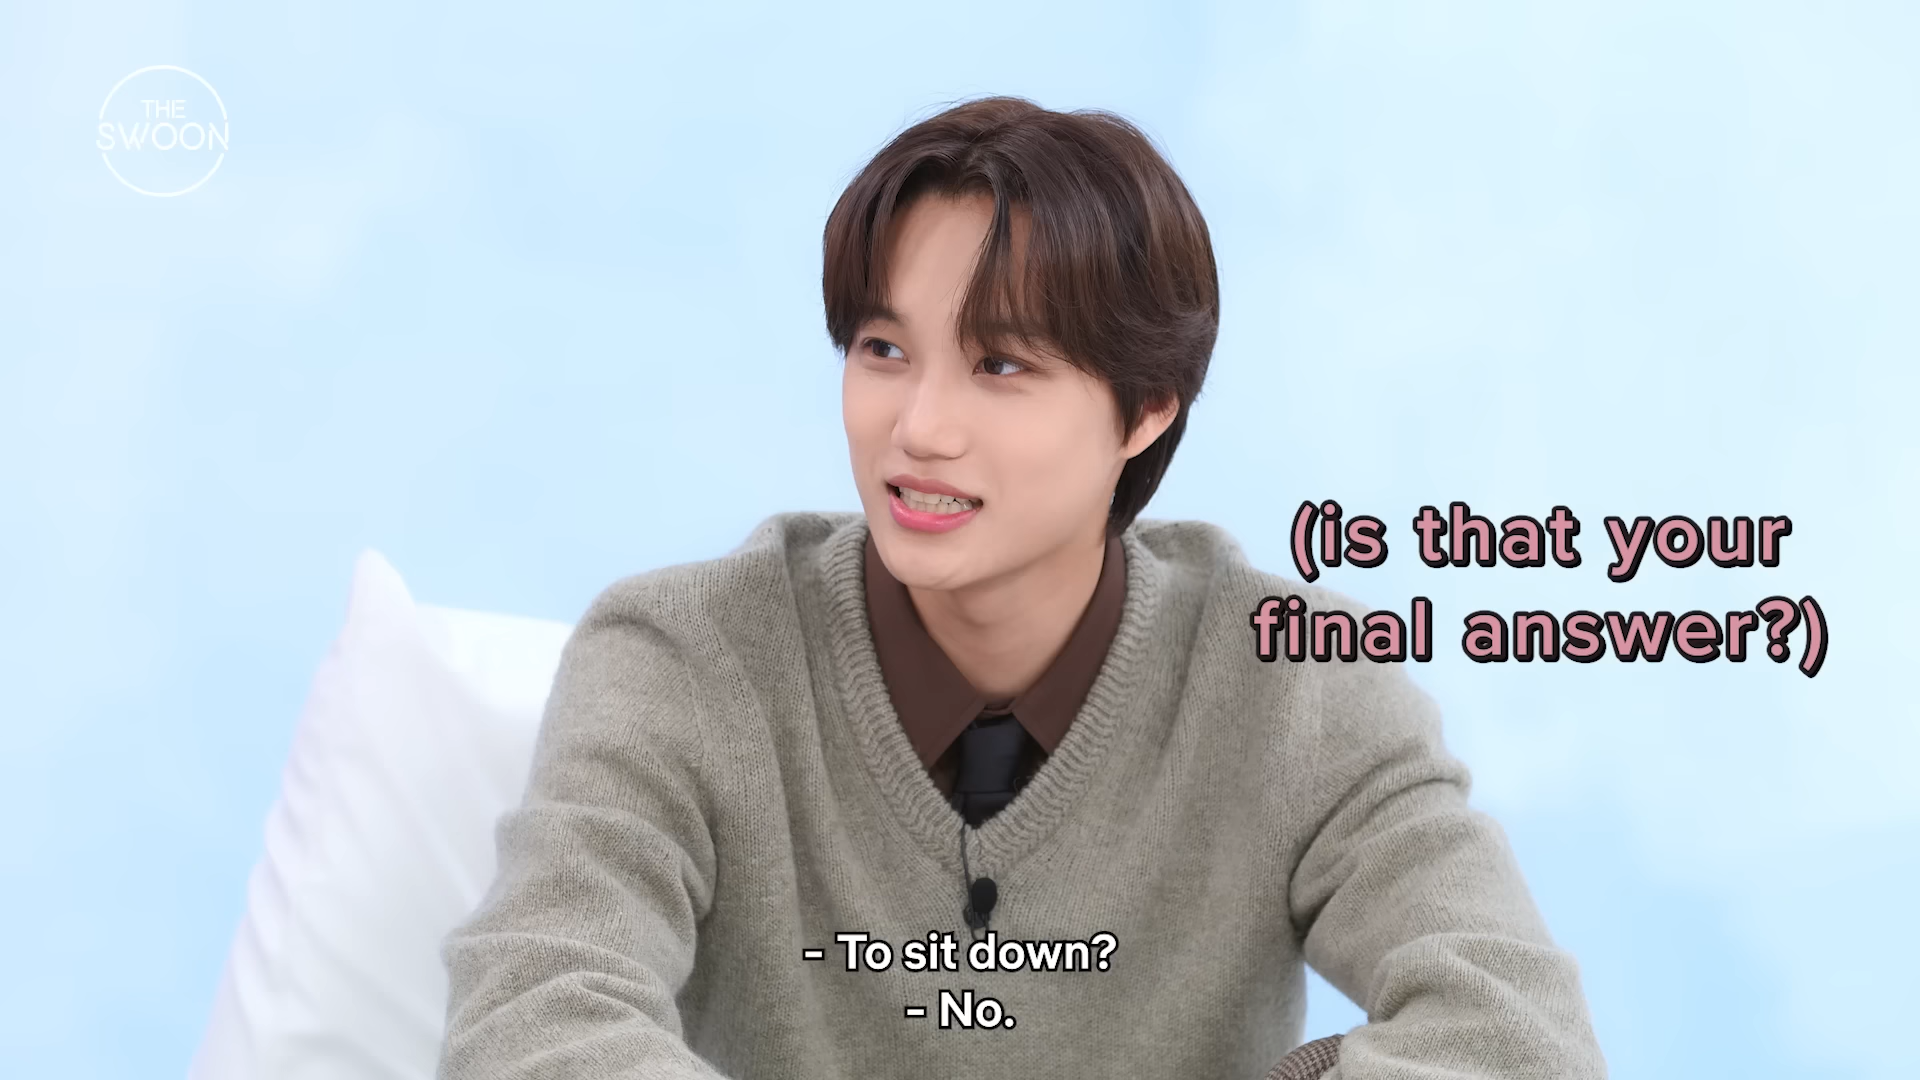 THE
SWOON
(is that your
final answer?)
- To sit down?
- No.